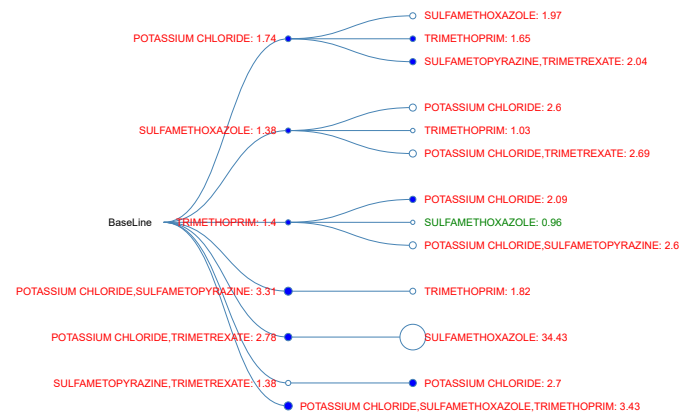 SULFAMETHOXAZOLE: 1.97
POTASSIUM CHLORIDE: 1.74
TRIMETHOPRIM: 1.65
SULFAMETOPYRAZINE,TRIMETREXATE: 2.04
POTASSIUM CHLORIDE: 2.6
SULFAMETHOXAZOLE: 1.38
TRIMETHOPRIM: 1.03
POTASSIUM CHLORIDE,TRIMETREXATE: 2.69
POTASSIUM CHLORIDE: 2.09
BaseLine
TRIMETHOPRIM: 1.4
SULFAMETHOXAZOLE: 0.96
POTASSIUM CHLORIDE,SULFAMETOPYRAZINE: 2.6
POTASSIUM CHLORIDE,SULFAMETOPYRAZINE: 3.31
TRIMETHOPRIM: 1.82
POTASSIUM CHLORIDE,TRIMETREXATE: 2.78
SULFAMETHOXAZOLE: 34.43
SULFAMETOPYRAZINE,TRIMETREXATE: 1.38
POTASSIUM CHLORIDE: 2.7
POTASSIUM CHLORIDE,SULFAMETHOXAZOLE,TRIMETHOPRIM: 3.43